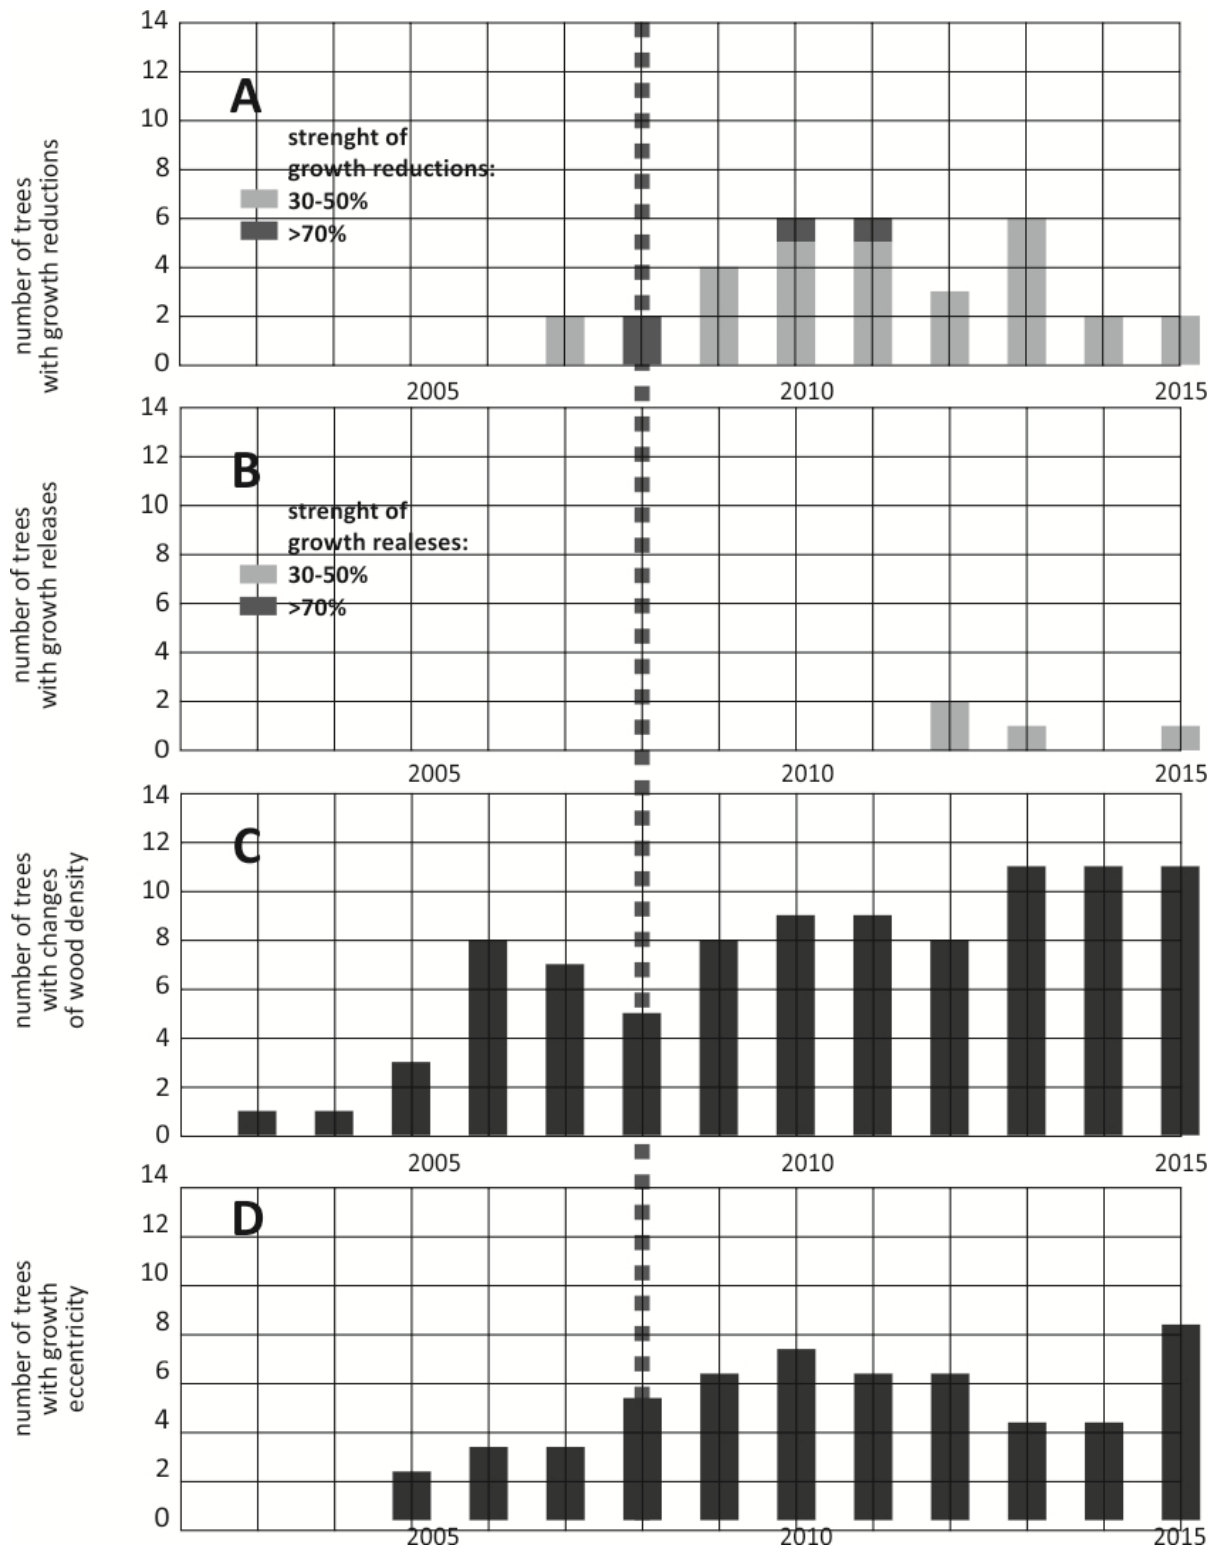 number of trees
with growth reductions
14
12
10
8
6
4
2
0
A
strenght of
growth reductions:
30-50%
>70%
2005
2010
2015
number of trees
with growth releases
14
12
10
8
6
4
2
0
B
strenght of
growth realeses:
30-50%
>70%
2005
2010
2015
number of trees
with changes
of wood density
14
12
10
8
6
4
2
0
C
2005
2010
2015
number of trees
with growth
eccentricity
14
12
10
8
6
4
2
0
D
2005
2010
2015